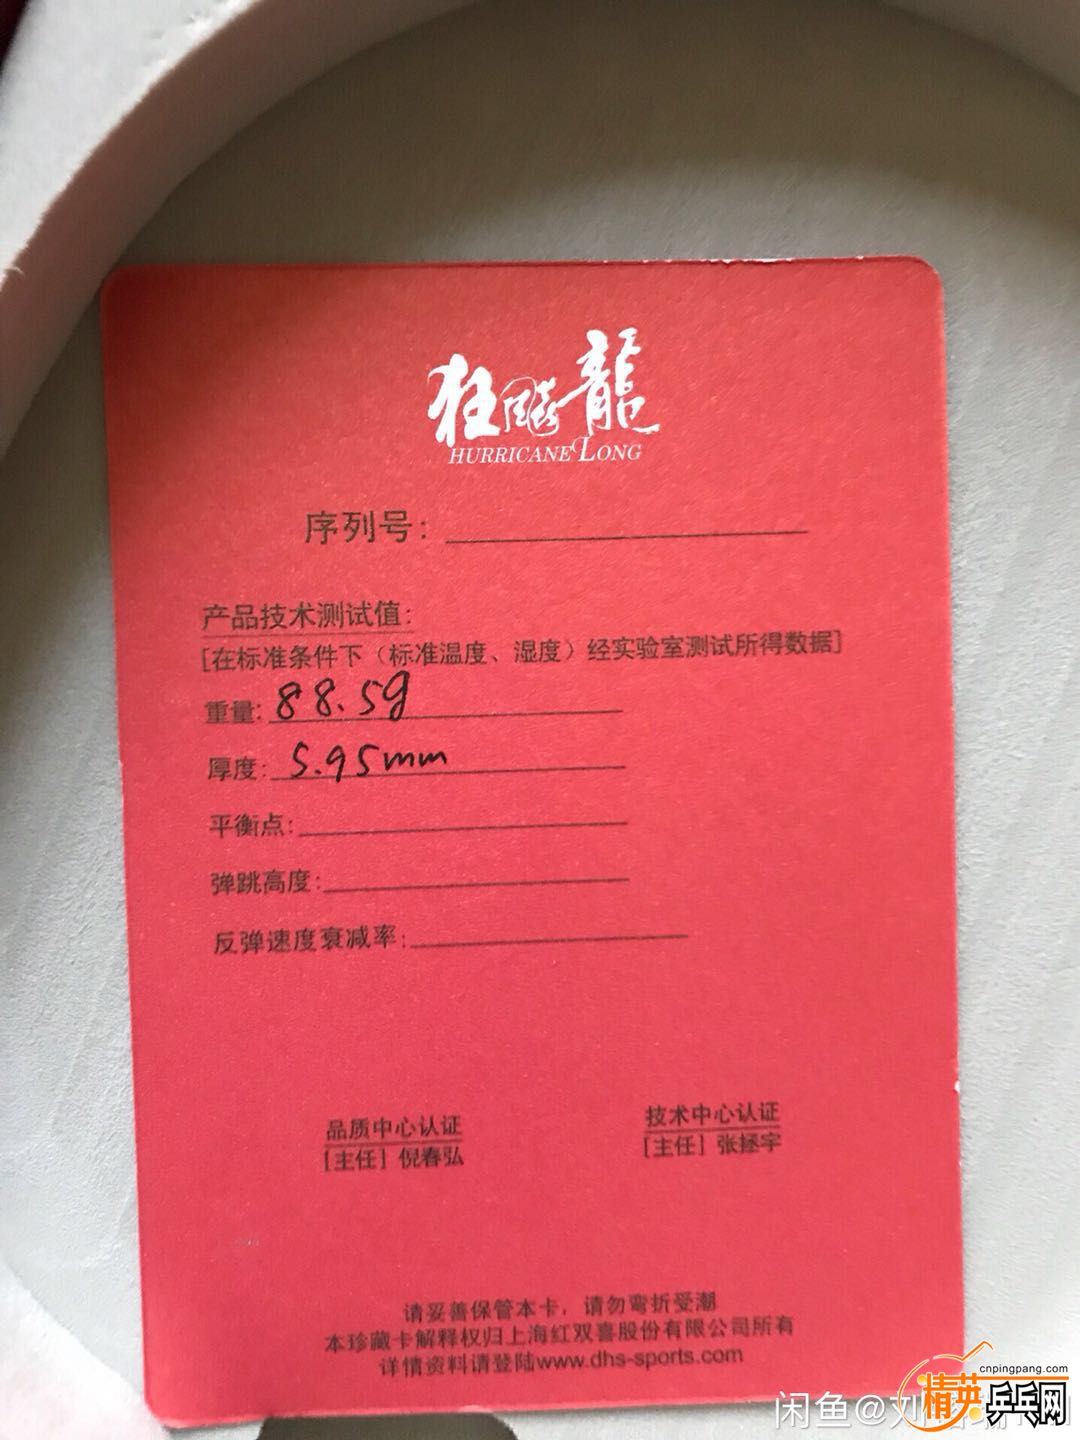 狂飚龍
HURRICANE LONG
序列号：
产品技术测试值：
[在标准条件下（标准温度、湿度）经实验室测试所得数据]
重量: 88.5g
厚度: 5.95mm
平衡点:
弹跳高度:
反弹速度衰减率:
品质中心认证
[主任] 倪春弘
技术中心认证
[主任] 张拯宇
请妥善保管本卡，请勿弯折受潮
本珍藏卡解释权归上海红双喜股份有限公司所有
详情资料请登陆www.dhs-sports.com
cnpingpang.com
精英乒乓网
闲鱼@刘